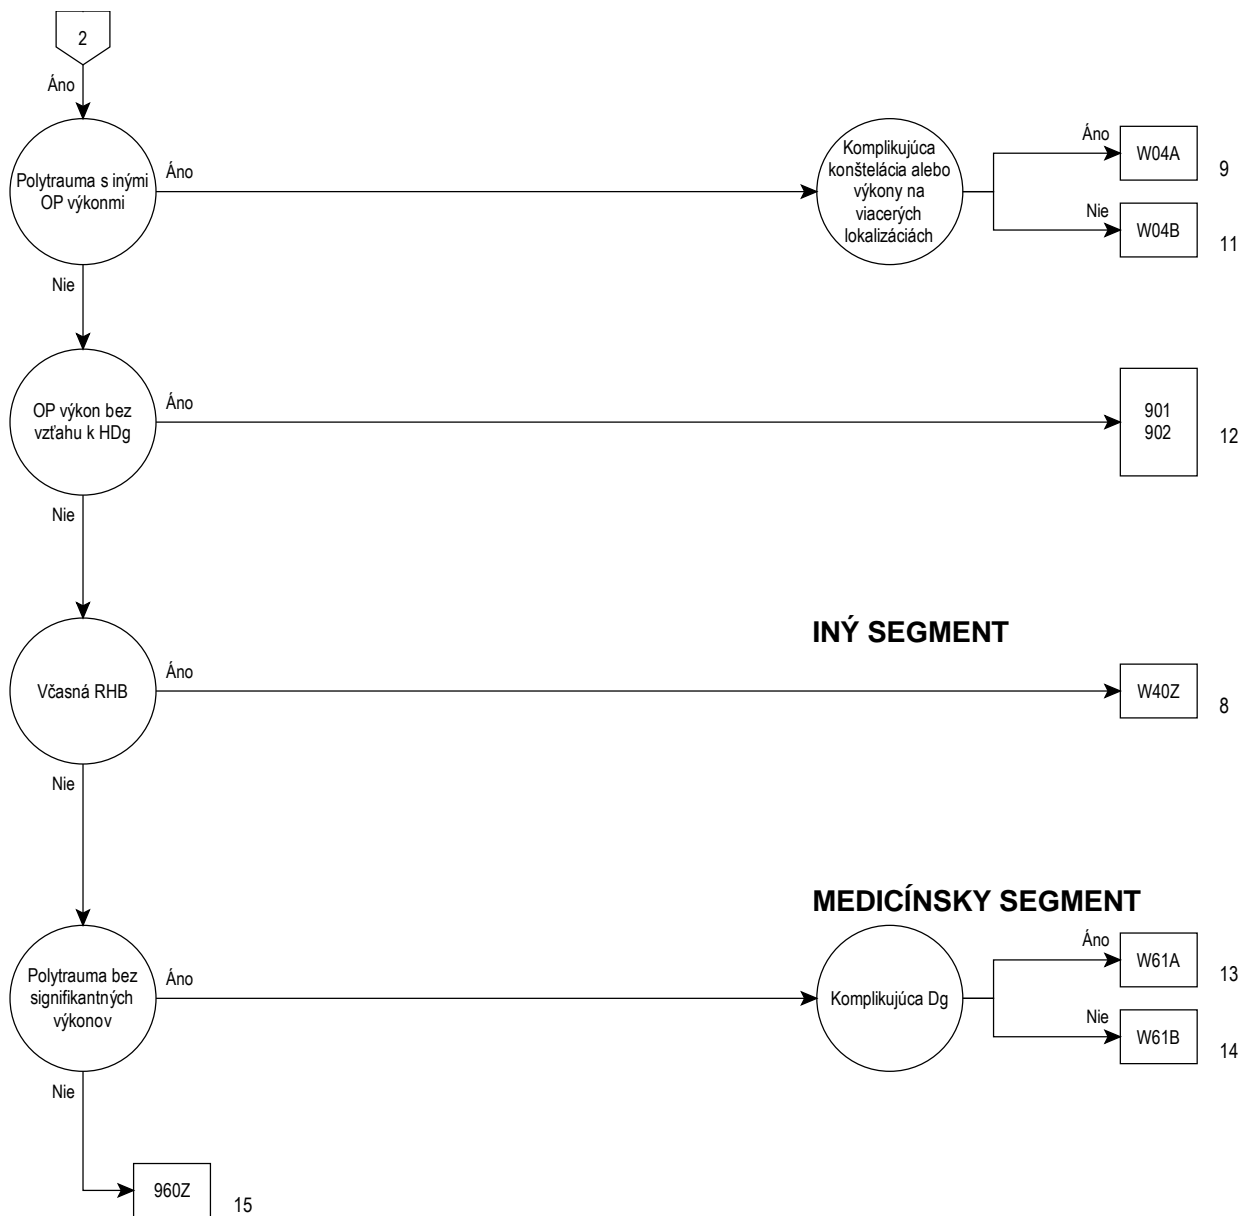 2
Áno
Polytrauma s inými
OP výkonmi
Áno
Komplikujúca
konštelácia alebo
výkony na
viacerých
lokalizáciách
Áno
W04A
9
Nie
W04B
11
Nie
OP výkon bez
vzťahu k HDg
Áno
901
902
12
Nie
INÝ SEGMENT
Včasná RHB
Áno
W40Z
8
Nie
MEDICÍNSKY SEGMENT
Polytrauma bez
signifikantných
výkonov
Áno
Komplikujúca Dg
Áno
W61A
13
Nie
W61B
14
Nie
960Z
15